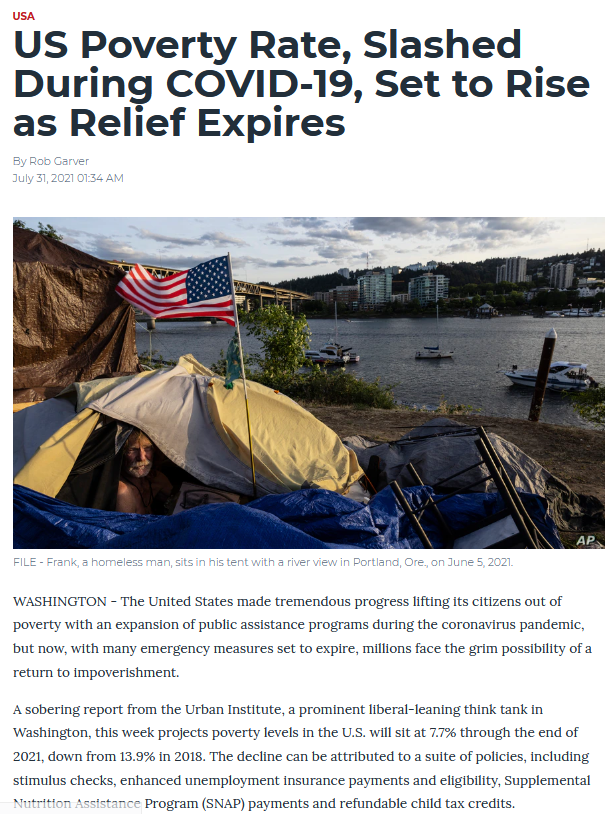 USA
US Poverty Rate, Slashed
During COVID-19, Set to Rise
as Relief Expires
By Rob Garver
July 31, 2021 01:34 AM
AP
FILE - Frank, a homeless man, sits in his tent with a river view in Portland, Ore., on June 5, 2021.
WASHINGTON - The United States made tremendous progress lifting its citizens out of
poverty with an expansion of public assistance programs during the coronavirus pandemic,
but now, with many emergency measures set to expire, millions face the grim possibility of a
return to impoverishment.
A sobering report from the Urban Institute, a prominent liberal-leaning think tank in
Washington, this week projects poverty levels in the U.S. will sit at 7.7% through the end of
2021, down from 13.9% in 2018. The decline can be attributed to a suite of policies, including
stimulus checks, enhanced unemployment insurance payments and eligibility, Supplemental
Nutrition Assistance Program (SNAP) payments and refundable child tax credits.